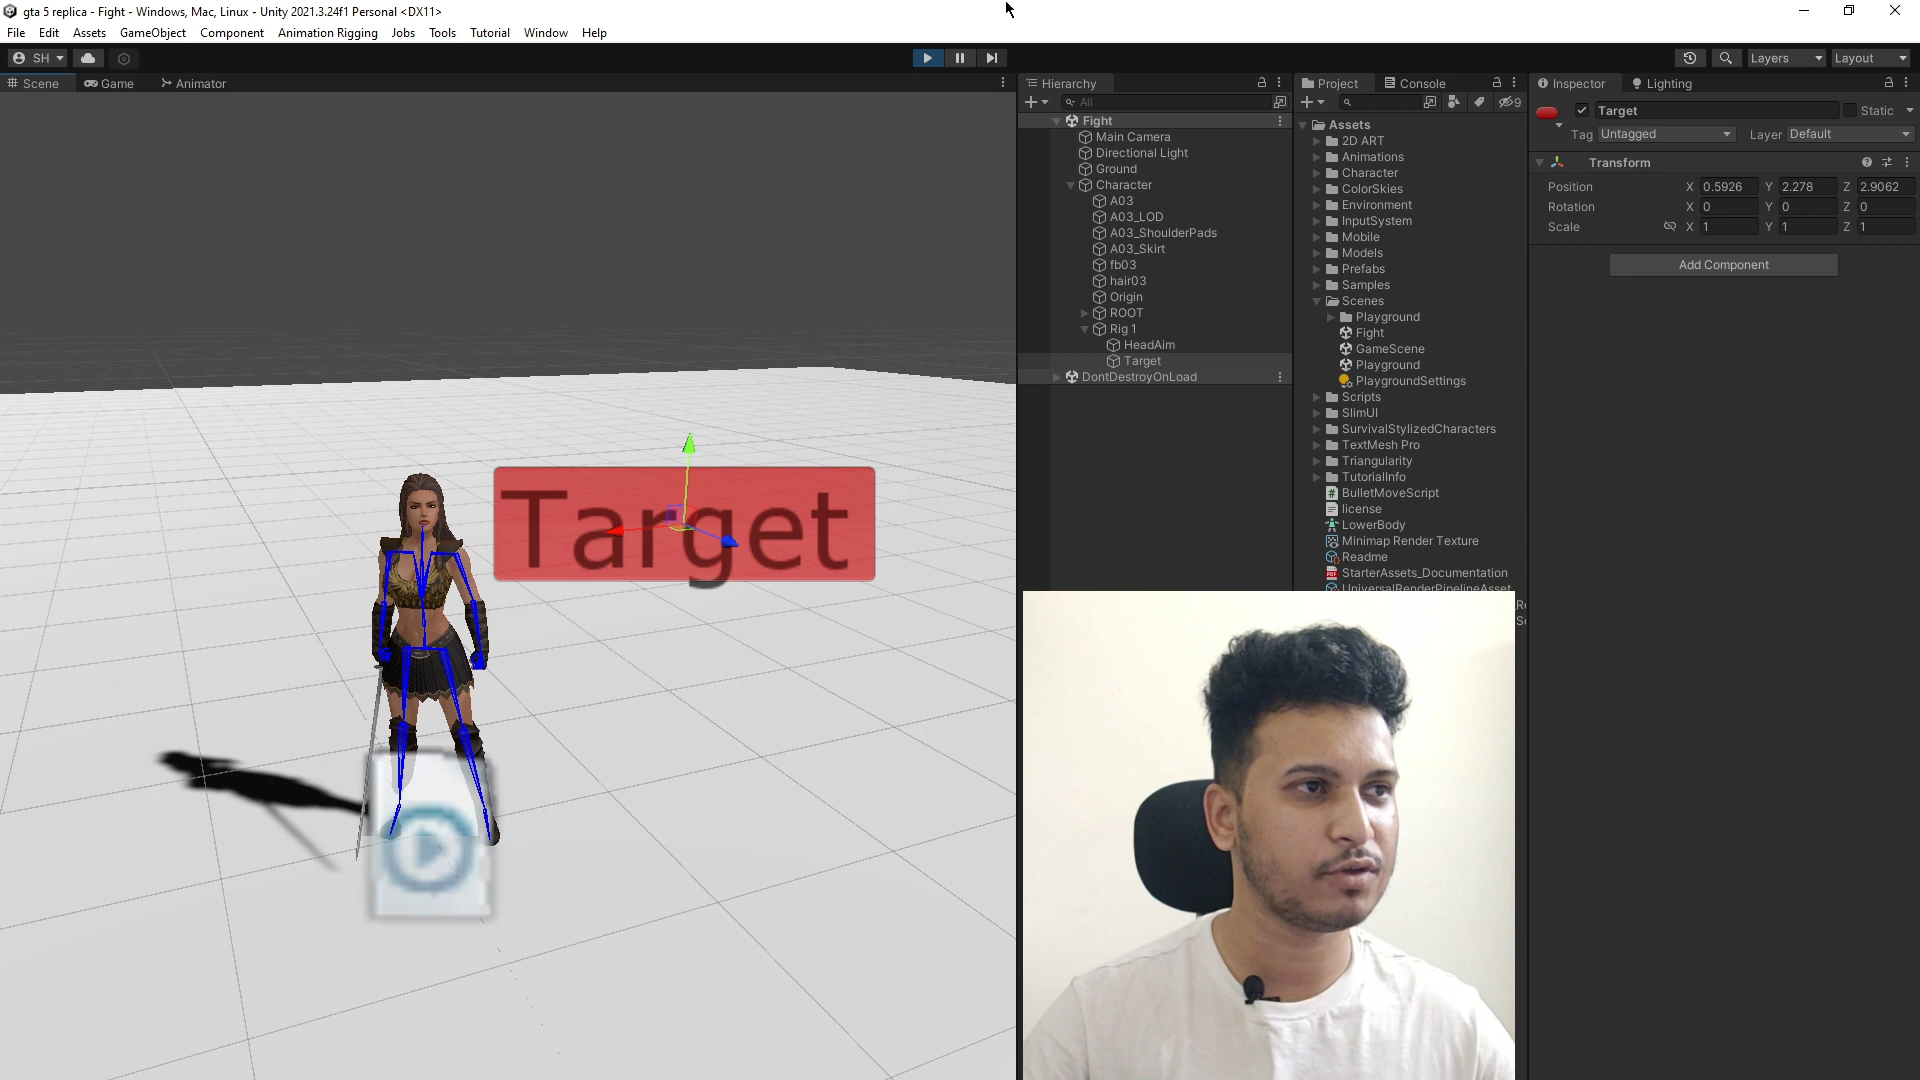 gta 5 replica - Fight - Windows, Mac, Linux - Unity 2021.3.24f1 Personal <DX11>
File Edit Assets GameObject Component Animation Rigging Jobs Tools Tutorial Window Help
SH
Layers
Layout
Scene
Game
Animator
Target
Hierarchy
All
Fight
Main Camera
Directional Light
Ground
Character
A03
A03_LOD
A03_ShoulderPads
A03_Skirt
fb03
hair03
Origin
ROOT
Rig 1
HeadAim
Target
DontDestroyOnLoad
Project
Console
9
Assets
2D ART
Animations
Character
ColorSkies
Environment
InputSystem
Mobile
Models
Prefabs
Samples
Scenes
Playground
Fight
GameScene
Playground
PlaygroundSettings
Scripts
SlimUI
SurvivalStylizedCharacters
TextMesh Pro
Triangularity
TutorialInfo
BulletMoveScript
license
LowerBody
Minimap Render Texture
Readme
StarterAssets_Documentation
UniversalRenderPipelineAsset
Inspector
Lighting
Target
Static
Tag Untagged
Layer Default
Transform
Position X 0.5926 Y 2.278 Z 2.9062
Rotation X 0 Y 0 Z 0
Scale X 1 Y 1 Z 1
Add Component